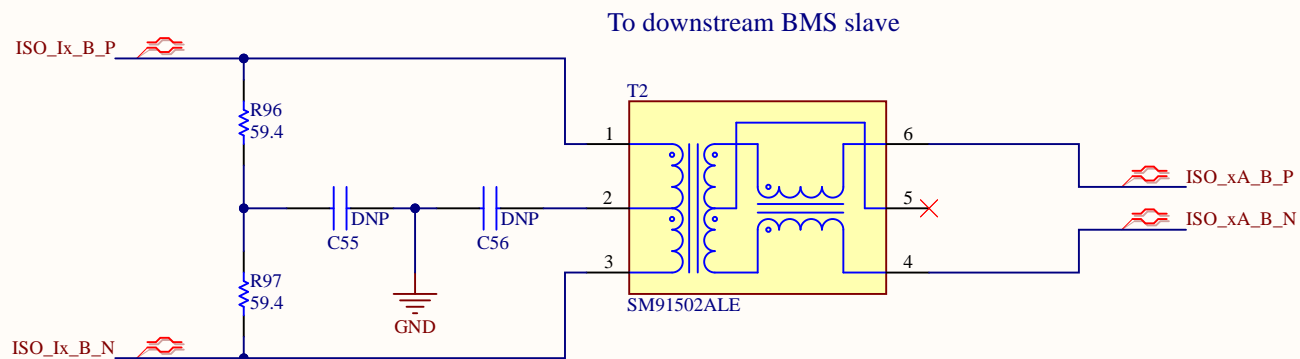 To downstream BMS slave
ISO_Ix_B_P
T2
R96
59.4
1
6
ISO_xA_B_P
2
5
DNP
DNP
C55
C56
ISO_xA_B_N
3
4
R97
59.4
SM91502ALE
GND
ISO_Ix_B_N